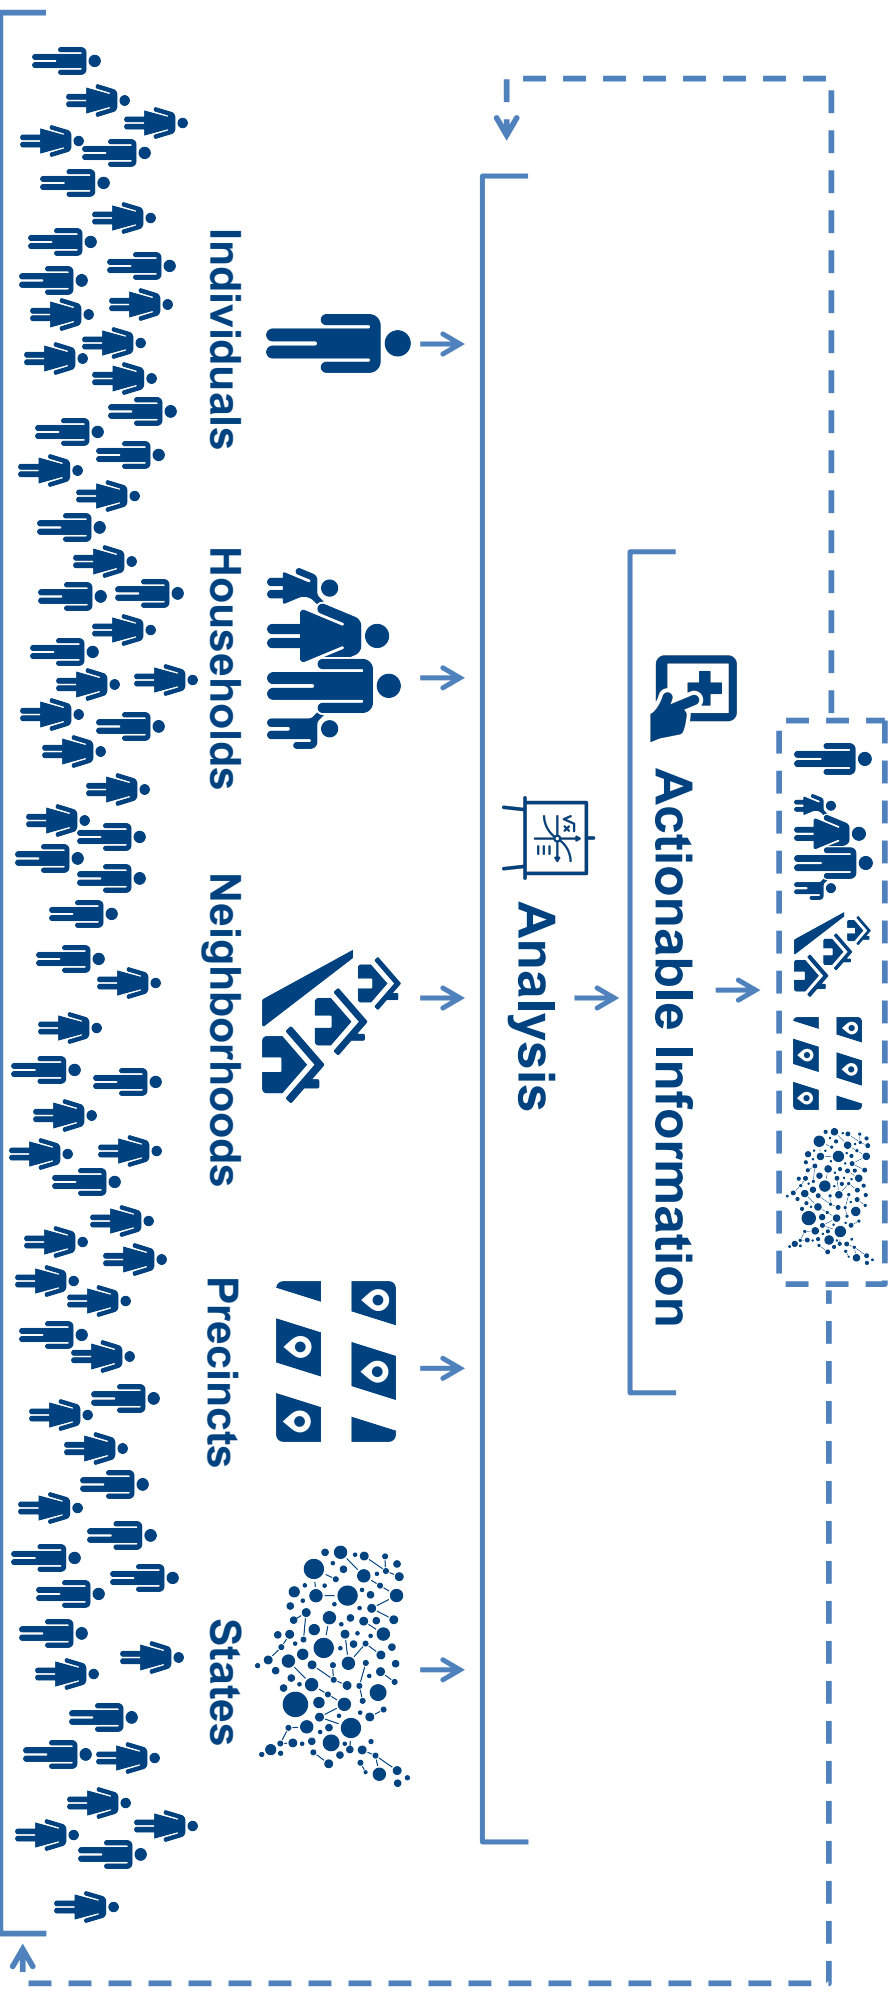 Individuals
Households
Neighborhoods
Precincts
States
Analysis
Actionable Information